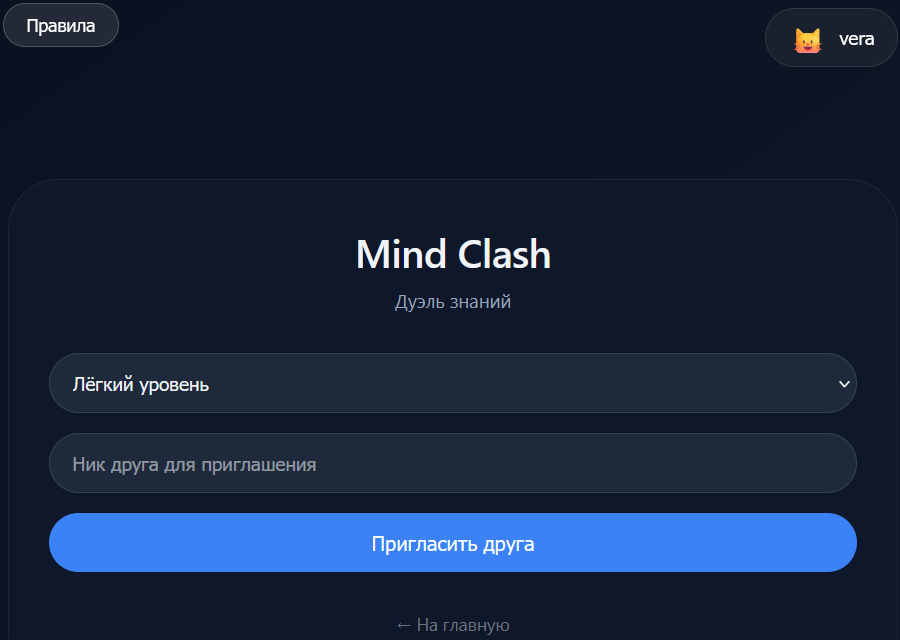 Правила
vera
Mind Clash
Дуэль знаний
Лёгкий уровень
Ник друга для приглашения
Пригласить друга
← На главную